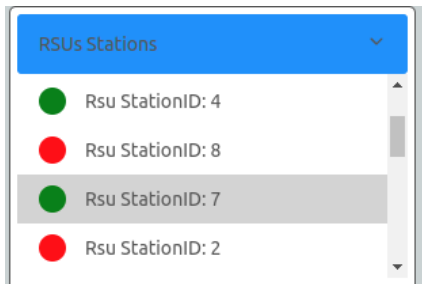 RSUs Stations
Rsu StationID: 4
Rsu StationID: 8
Rsu StationID: 7
Rsu StationID: 2